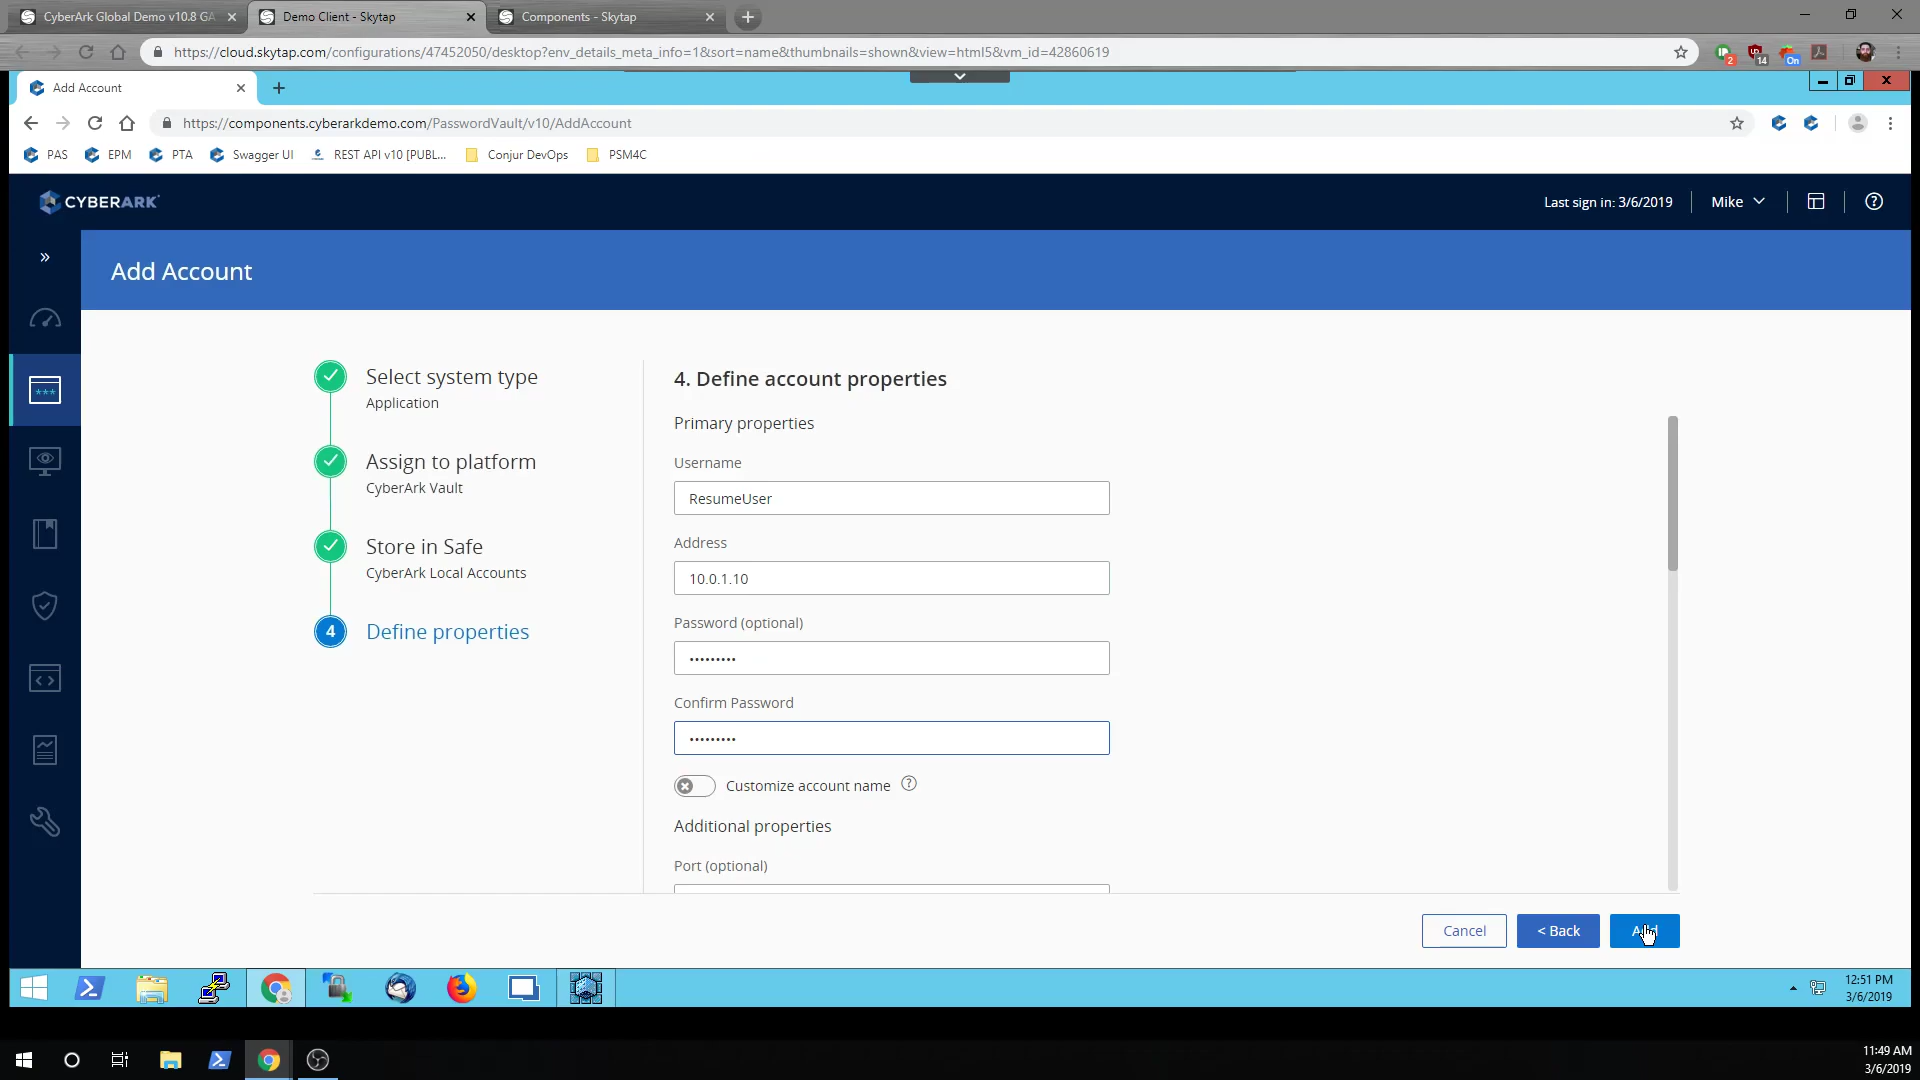 CyberArk Global Demo v10.8 GA
Demo Client - Skytap
Components - Skytap
https://cloud.skytap.com/configurations/47452050/desktop?env_details_meta_info=1&sort=name&thumbnails=shown&view=html5&vm_id=42860619
2
14
On
Add Account
https://components.cyberarkdemo.com/PasswordVault/v10/AddAccount
PAS
EPM
PTA
Swagger UI
REST API v10 [PUBL...
Conjur DevOps
PSM4C
CYBERARK
Last sign in: 3/6/2019
Mike
Add Account
Select system type
Application
Assign to platform
CyberArk Vault
Store in Safe
CyberArk Local Accounts
4
Define properties
4. Define account properties
Primary properties
Username
ResumeUser
Address
10.0.1.10
Password (optional)
•••••••••
Confirm Password
•••••••••
Customize account name
Additional properties
Port (optional)
Cancel
< Back
12:51 PM
3/6/2019
11:49 AM
3/6/2019